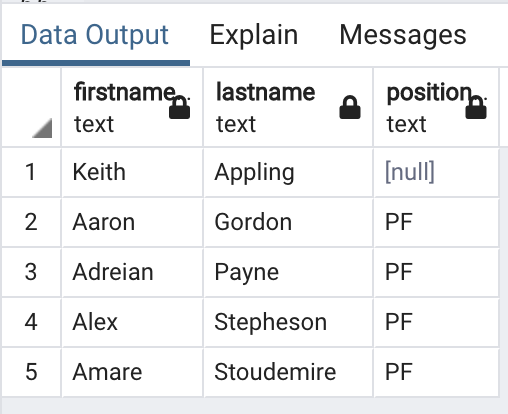 Data Output Explain Messages
firstname lastname position
text text text
1 Keith Appling [null]
2 Aaron Gordon PF
3 Adreian Payne PF
4 Alex Stepheson PF
5 Amare Stoudemire PF